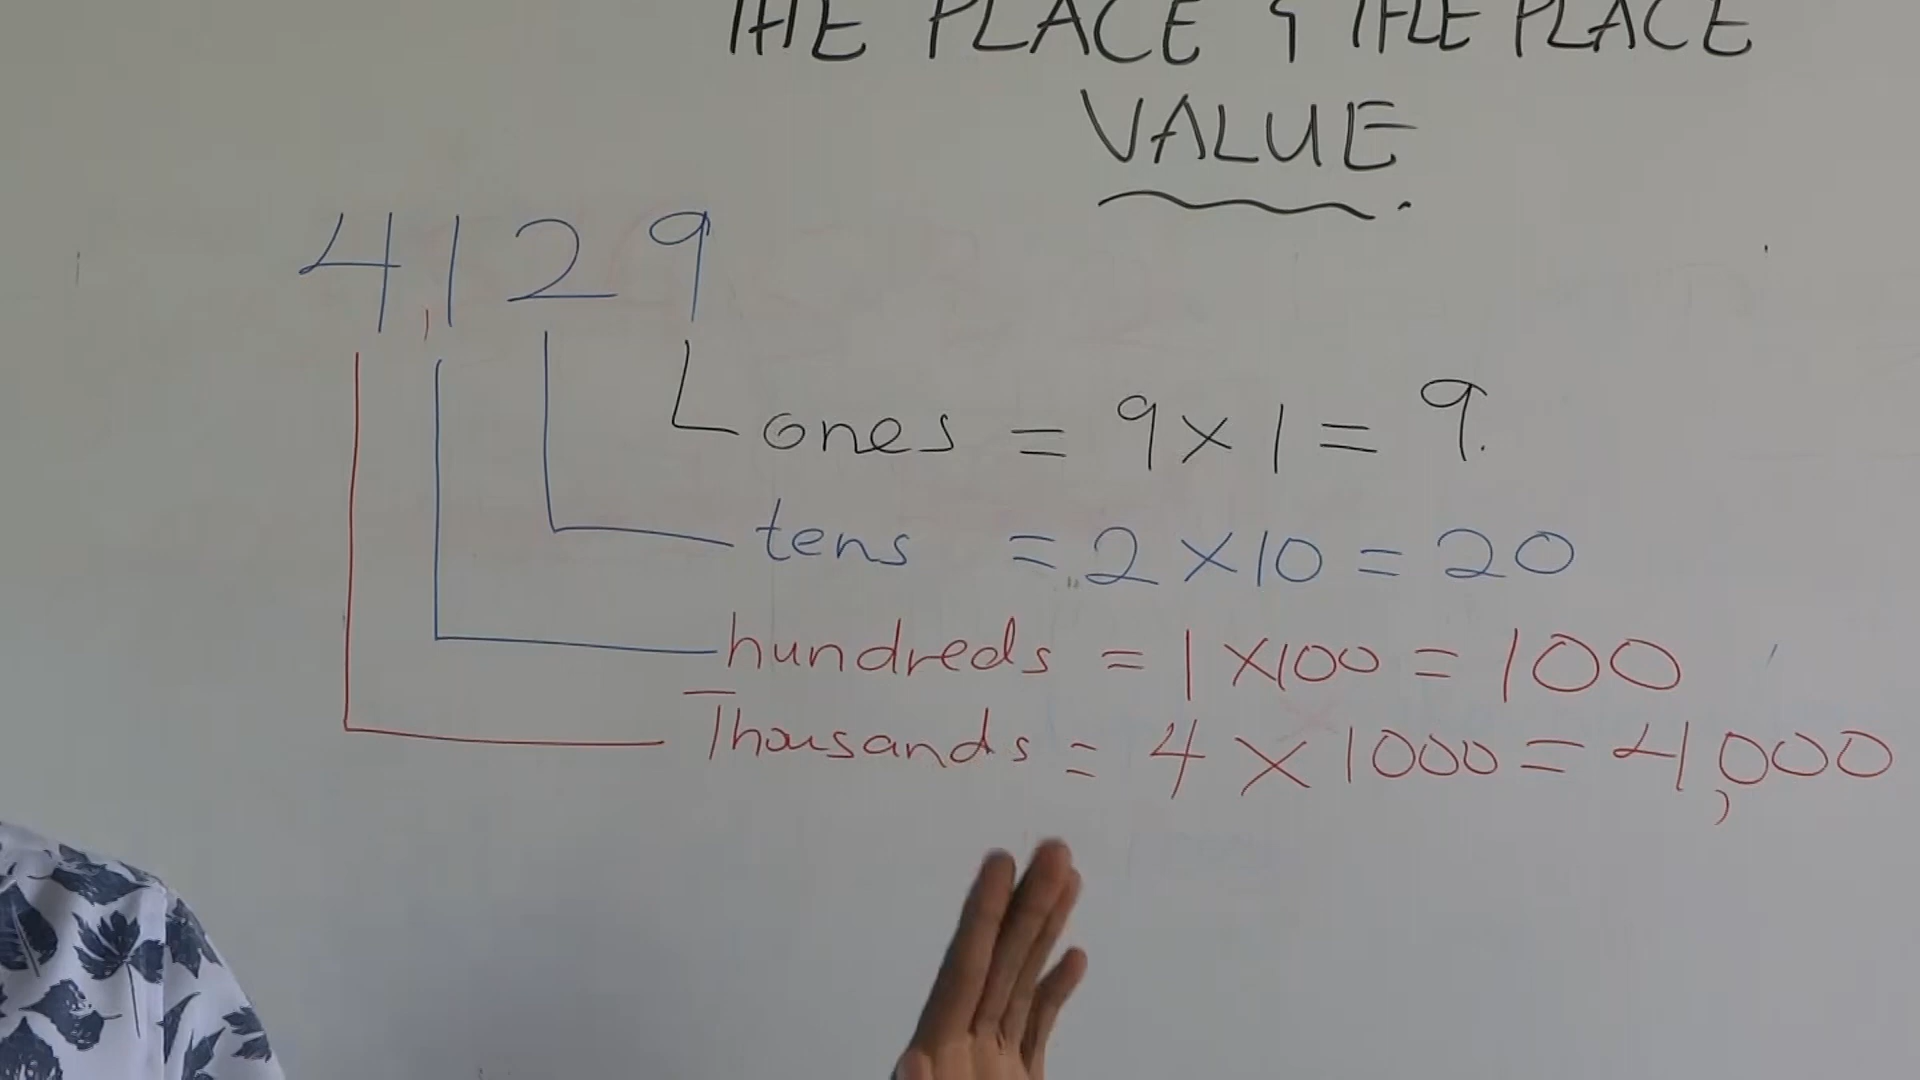 THE PLACE & THE PLACE
VALUE.
4,129
ones = 9 × 1 = 9.
tens = 2 × 10 = 20
hundreds = 1 × 100 = 100
Thousands = 4 × 1000 = 4,000